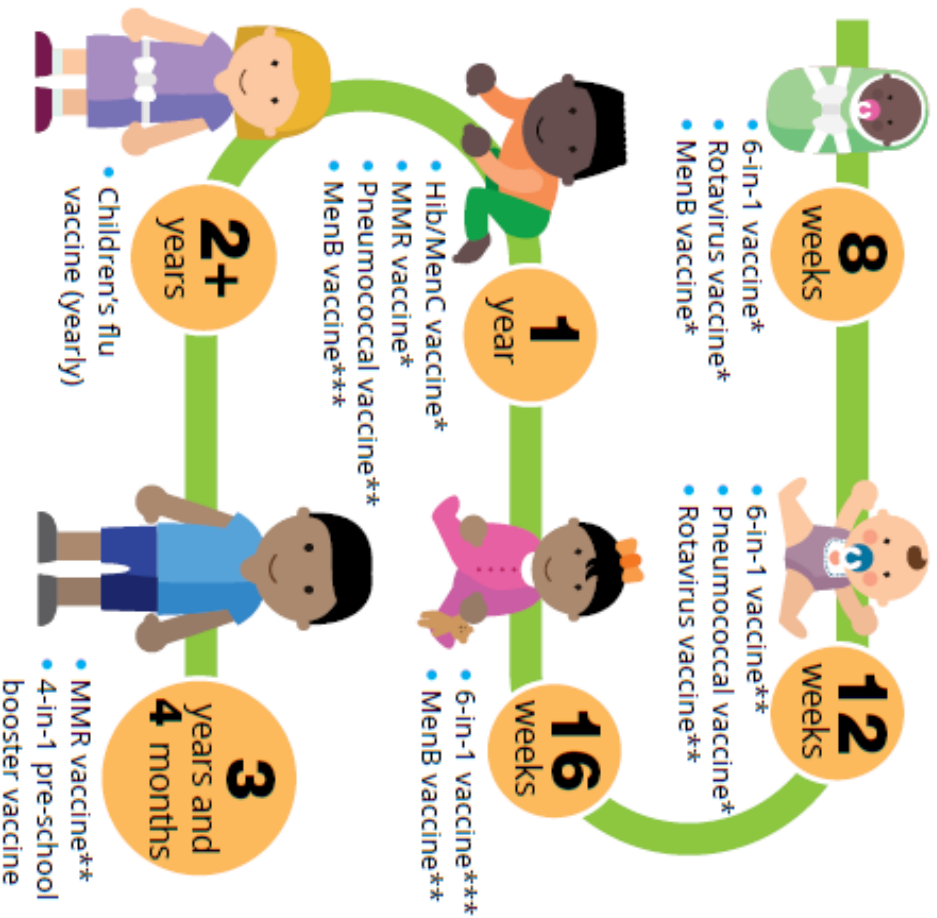 8
weeks
• 6-in-1 vaccine*
• Rotavirus vaccine*
• MenB vaccine*
12
weeks
• 6-in-1 vaccine**
• Pneumococcal vaccine*
• Rotavirus vaccine**
16
weeks
• 6-in-1 vaccine***
• MenB vaccine**
1
year
• Hib/MenC vaccine*
• MMR vaccine*
• Pneumococcal vaccine**
• MenB vaccine***
2+
years
• Children's flu
vaccine (yearly)
3
years and
4 months
• MMR vaccine**
• 4-in-1 pre-school
booster vaccine